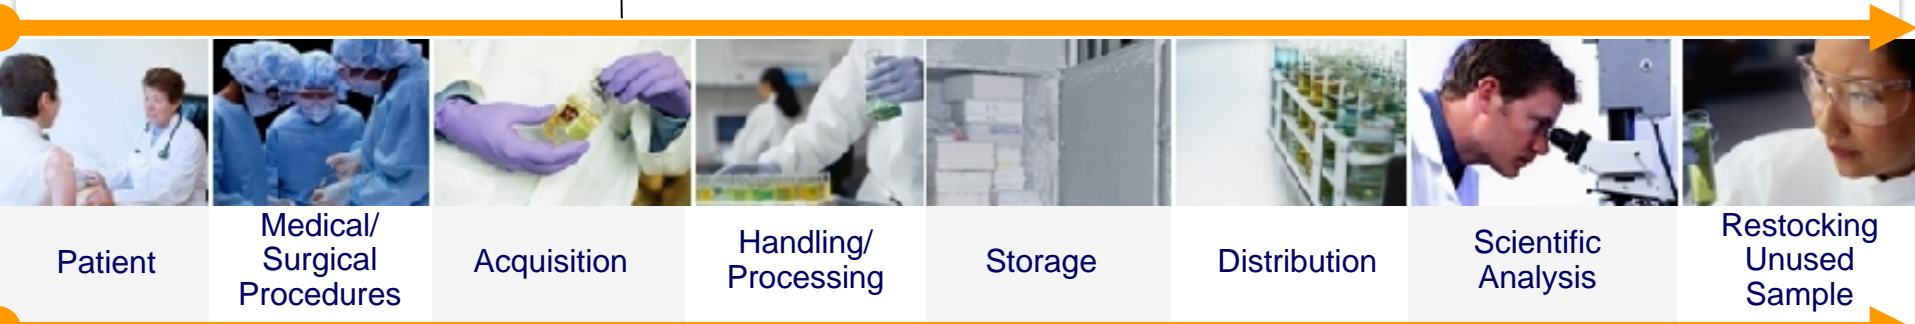 Patient
Medical/
Surgical
Procedures
Acquisition
Handling/
Processing
Storage
Distribution
Scientific
Analysis
Restocking
Unused
Sample